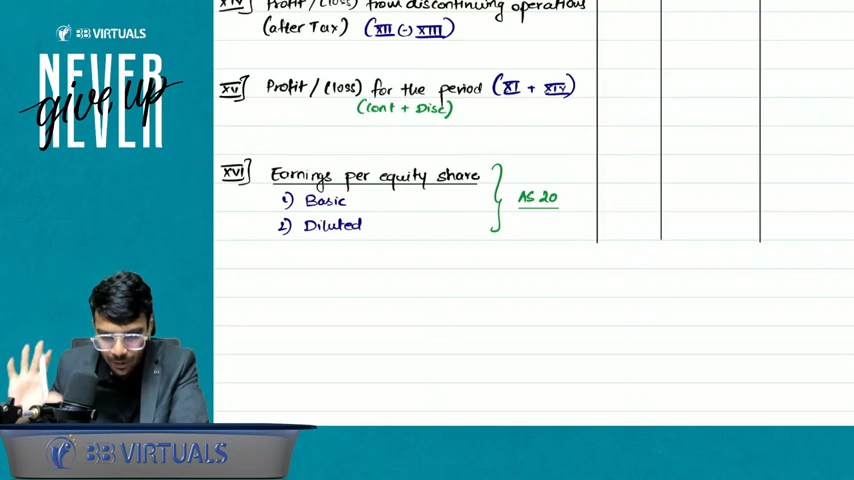 BB VIRTUALS
NEVER
give up
NEVER
XIV] Profit / (Loss) from discontinuing operations
(after Tax) (XII (-) XIII)
XV] Profit / (Loss) for the period (XI + XIV)
(Cont + Disc)
XVI] Earnings per equity share
1) Basic
2) Diluted
AS 20
BB VIRTUALS